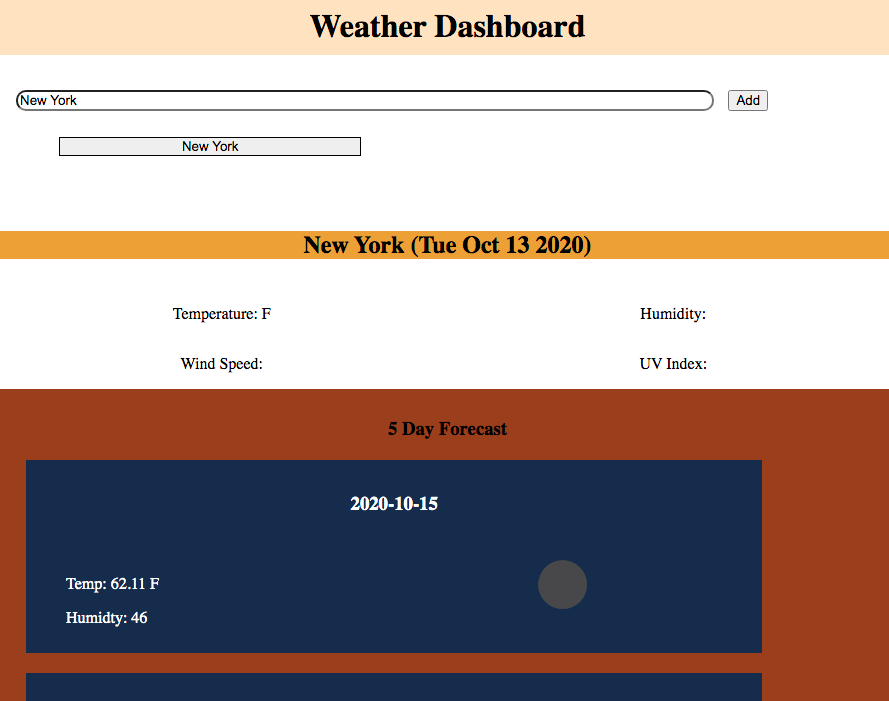 Weather Dashboard
New York
Add
New York
New York (Tue Oct 13 2020)
Temperature: F
Humidity:
Wind Speed:
UV Index:
5 Day Forecast
2020-10-15
Temp: 62.11 F
Humidty: 46